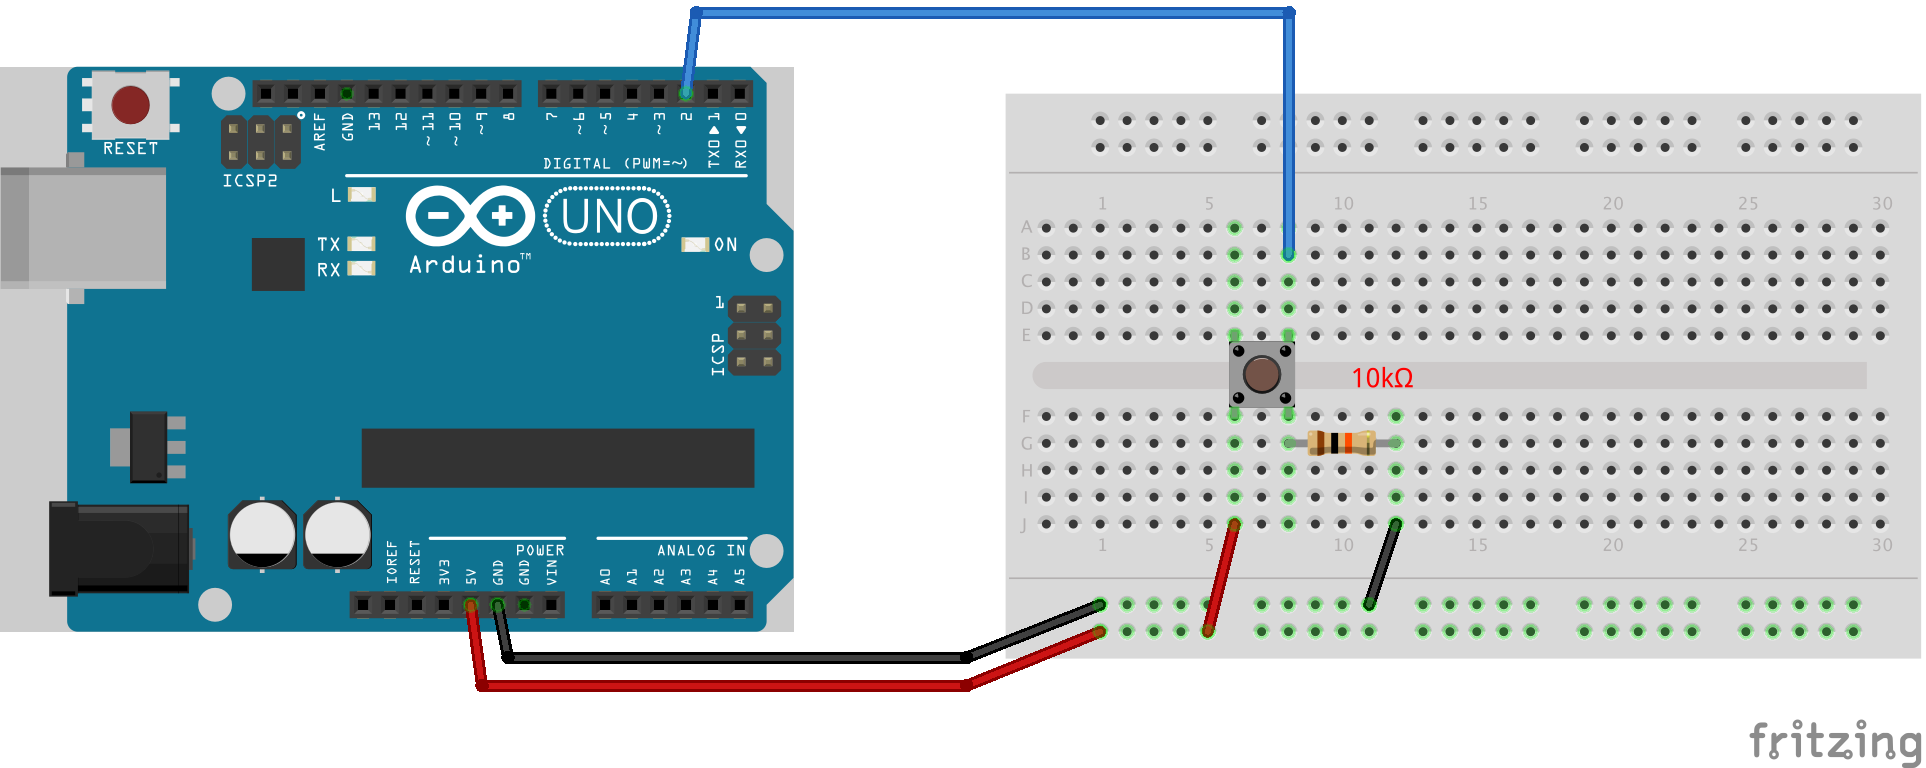 RESET
ICSP2
AREF
GND
13
12
~11
~10
~9
8
7
~6
~5
4
~3
2
TX0▶1
RX0◀0
DIGITAL (PWM=~)
L
TX
RX
UNO
Arduino™
ON
1
ICSP
IOREF
RESET
3V3
5V
GND
GND
VIN
POWER
ANALOG IN
A0
A1
A2
A3
A4
A5
1 5 10 15 20 25 30
A
B
C
D
E
10kΩ
F
G
H
I
J
1 5 10 15 20 25 30
fritzing